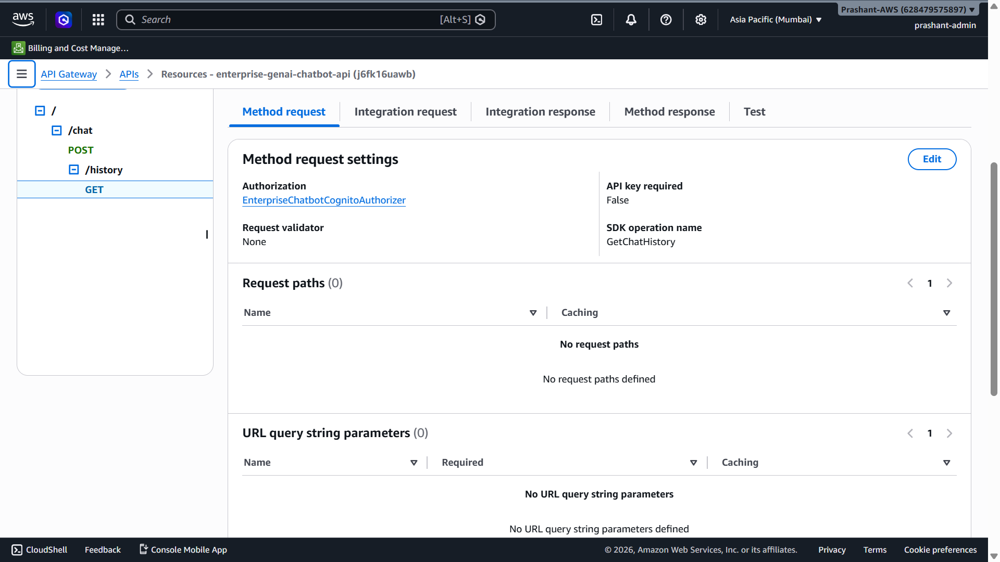 aws
Search
[Alt+S]
Asia Pacific (Mumbai) ▼
Prashant-AWS (628479575897) ▼
prashant-admin
Billing and Cost Manage...
API Gateway
APIs
Resources - enterprise-genai-chatbot-api (j6fk16uawb)
/
/chat
POST
/history
GET
Method request
Integration request
Integration response
Method response
Test
Method request settings
Edit
Authorization
EnterpriseChatbotCognitoAuthorizer
API key required
False
Request validator
None
SDK operation name
GetChatHistory
Request paths (0)
1
Name
Caching
No request paths
No request paths defined
URL query string parameters (0)
1
Name
Required
Caching
No URL query string parameters
No URL query string parameters defined
CloudShell
Feedback
Console Mobile App
© 2026, Amazon Web Services, Inc. or its affiliates.
Privacy
Terms
Cookie preferences